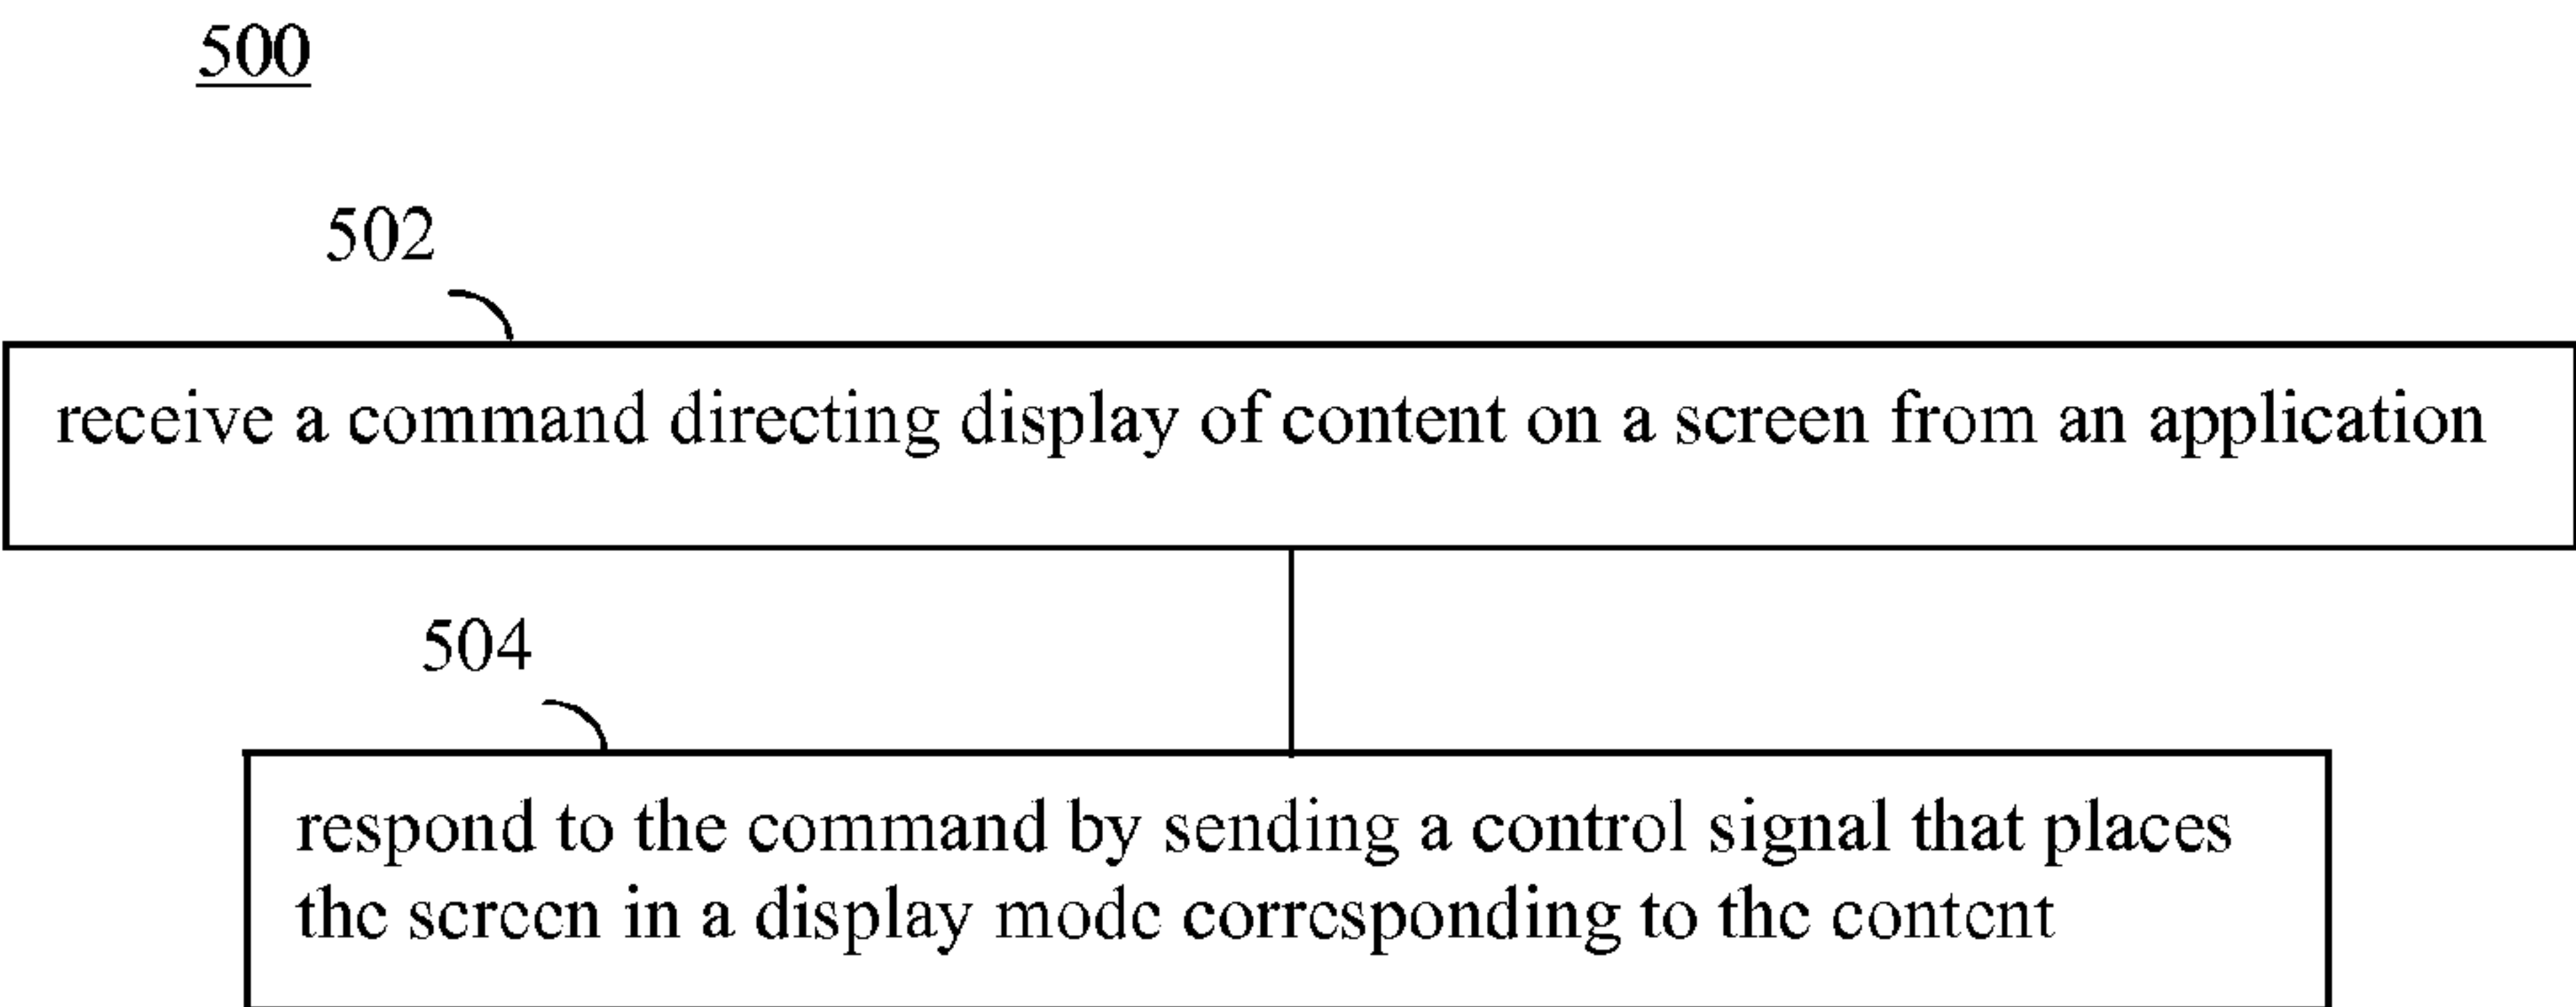 500
502
receive a command directing display of content on a screen from an application
504
respond to the command by sending a control signal that places
the screen in a display mode corresponding to the content